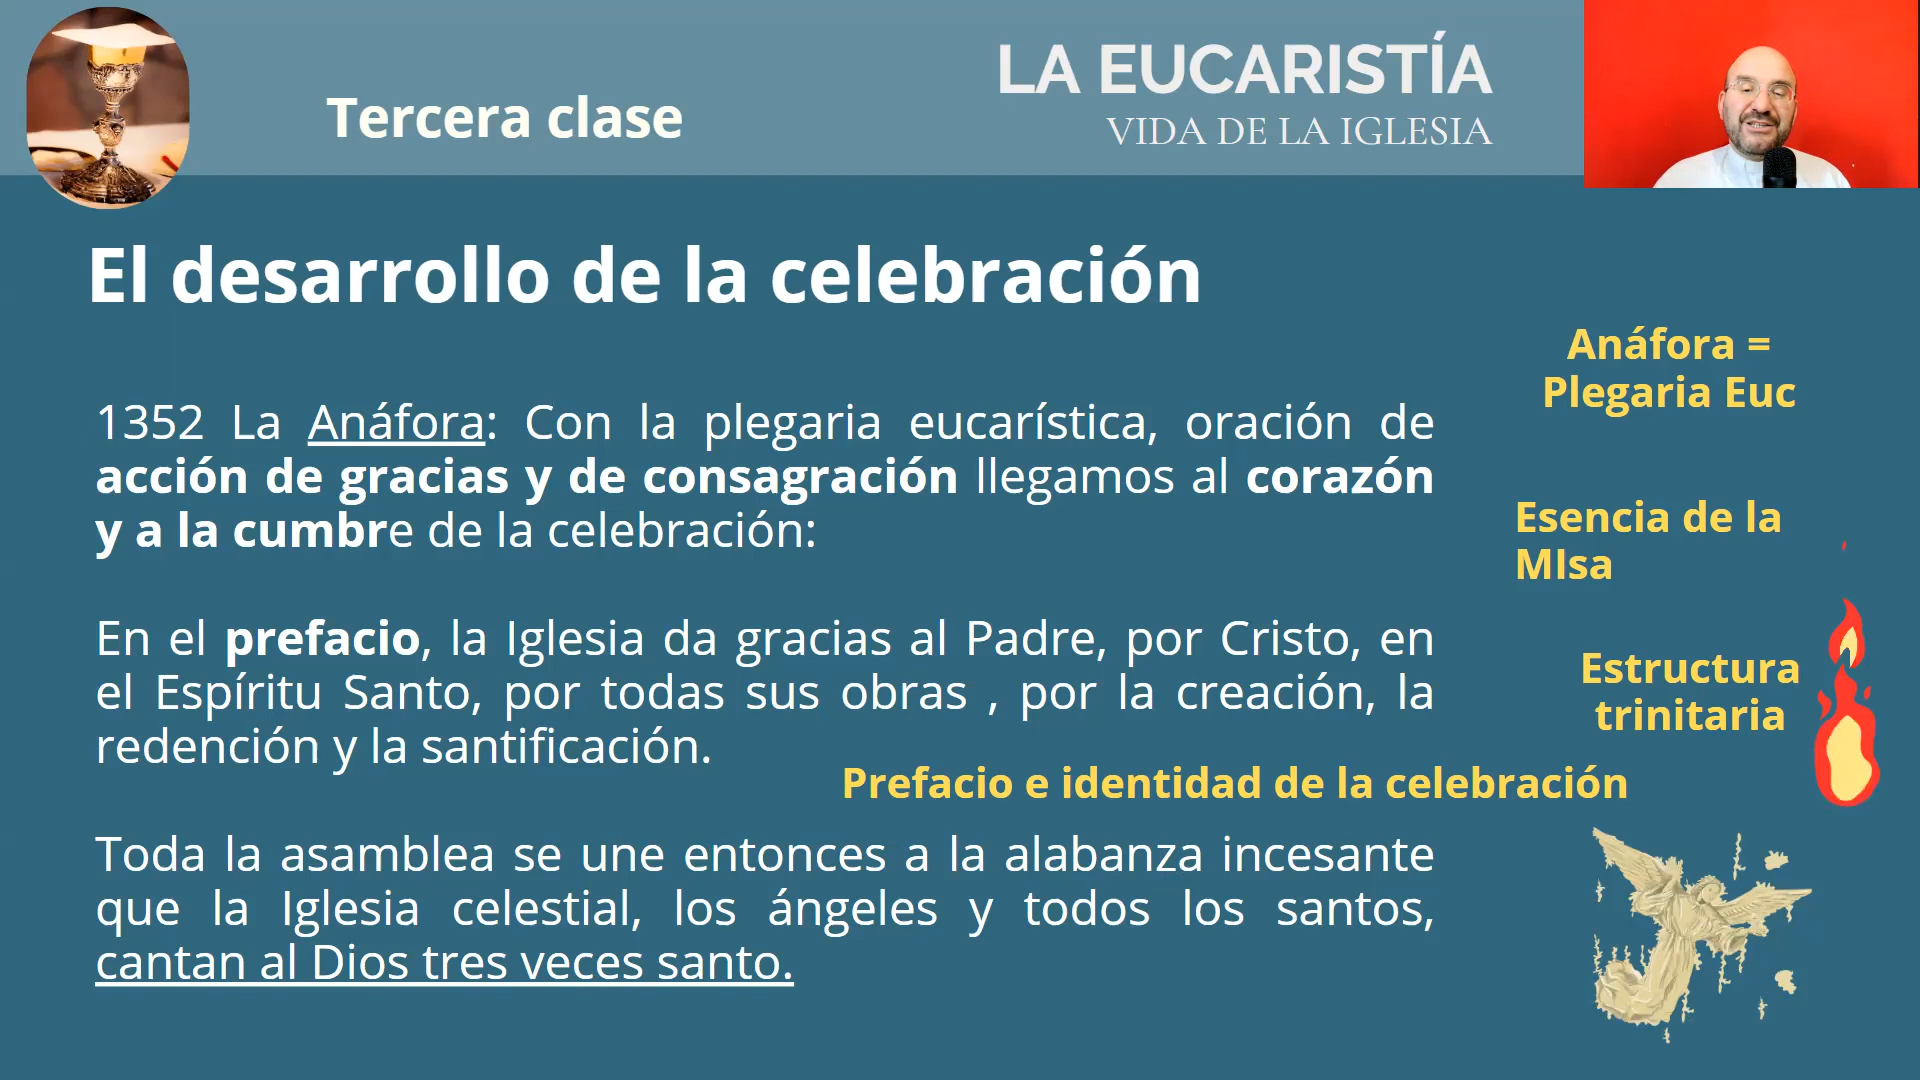 Tercera clase
LA EUCARISTÍA
VIDA DE LA IGLESIA
El desarrollo de la celebración
Anáfora =
Plegaria Euc
1352 La Anáfora: Con la plegaria eucarística, oración de
acción de gracias y de consagración llegamos al corazón
y a la cumbre de la celebración:
Esencia de la
MIsa
En el prefacio, la Iglesia da gracias al Padre, por Cristo, en
el Espíritu Santo, por todas sus obras , por la creación, la
redención y la santificación.
Estructura
trinitaria
Prefacio e identidad de la celebración
Toda la asamblea se une entonces a la alabanza incesante
que la Iglesia celestial, los ángeles y todos los santos,
cantan al Dios tres veces santo.